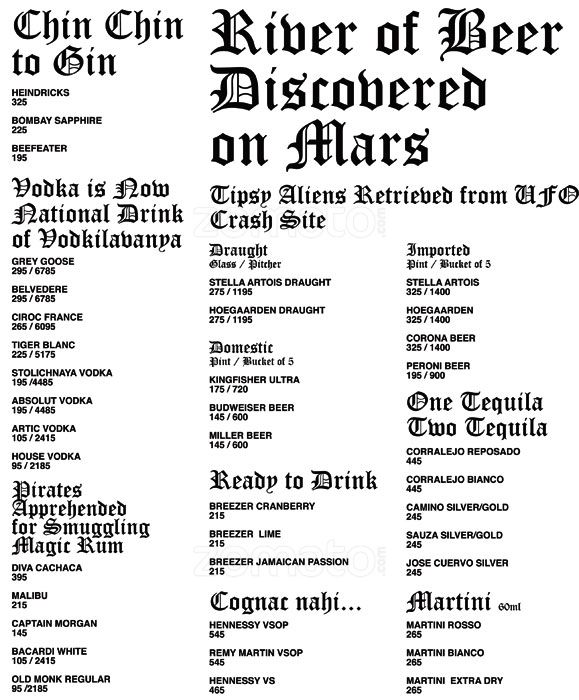 Chin Chin
to Gin
HEINDRICKS
325
BOMBAY SAPPHIRE
225
BEEFEATER
195
Vodka is Now
National Drink
of Vodkilavanya
GREY GOOSE
295 / 6785
BELVEDERE
295 / 6785
CIROC FRANCE
265 / 6095
TIGER BLANC
225 / 5175
STOLICHNAYA VODKA
195 /4485
ABSOLUT VODKA
195 / 4485
ARTIC VODKA
105 / 2415
HOUSE VODKA
95 / 2185
Pirates
Apprehended
for Smuggling
Magic Rum
DIVA CACHACA
395
MALIBU
215
CAPTAIN MORGAN
145
BACARDI WHITE
105 / 2415
OLD MONK REGULAR
95 /2185
River of Beer
Discovered
on Mars
Tipsy Aliens Retrieved from UFO
Crash Site
Draught
Glass / Pitcher
STELLA ARTOIS DRAUGHT
275 / 1195
HOEGAARDEN DRAUGHT
275 / 1195
Domestic
Pint / Bucket of 5
KINGFISHER ULTRA
175 / 720
BUDWEISER BEER
145 / 600
MILLER BEER
145 / 600
Ready to Drink
BREEZER CRANBERRY
215
BREEZER LIME
215
BREEZER JAMAICAN PASSION
215
Cognac nahi...
HENNESSY VSOP
545
REMY MARTIN VSOP
545
HENNESSY VS
465
Imported
Pint / Bucket of 5
STELLA ARTOIS
325 / 1400
HOEGAARDEN
325 / 1400
CORONA BEER
325 / 1400
PERONI BEER
195 / 900
One Tequila
Two Tequila
CORRALEJO REPOSADO
445
CORRALEJO BIANCO
445
CAMINO SILVER/GOLD
245
SAUZA SILVER/GOLD
245
JOSE CUERVO SILVER
245
Martini 60ml
MARTINI ROSSO
265
MARTINI BIANCO
265
MARTINI EXTRA DRY
265
zomato.com
zomato.com